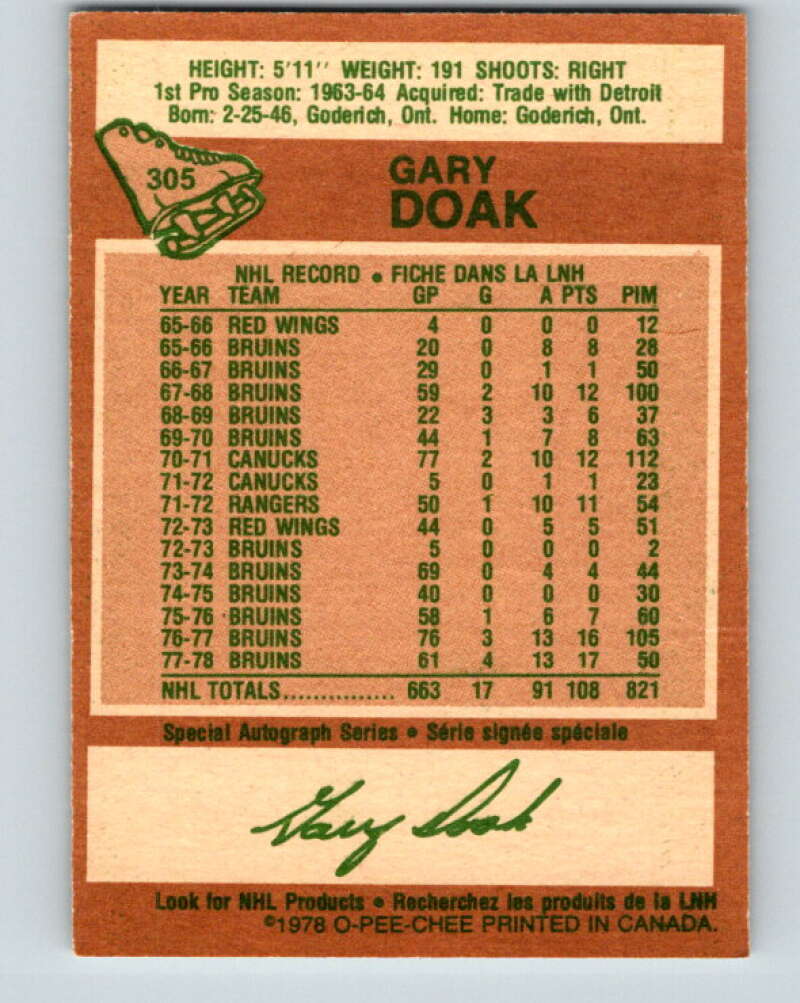 HEIGHT: 5'11'' WEIGHT: 191 SHOOTS: RIGHT
1st Pro Season: 1963-64 Acquired: Trade with Detroit
Born: 2-25-46, Goderich, Ont. Home: Goderich, Ont.
305
GARY
DOAK
NHL RECORD • FICHE DANS LA LNH
YEAR TEAM GP G A PTS PIM
65-66 RED WINGS 4 0 0 0 12
65-66 BRUINS 20 0 8 8 28
66-67 BRUINS 29 0 1 1 50
67-68 BRUINS 59 2 10 12 100
68-69 BRUINS 22 3 3 6 37
69-70 BRUINS 44 1 7 8 63
70-71 CANUCKS 77 2 10 12 112
71-72 CANUCKS 5 0 1 1 23
71-72 RANGERS 50 1 10 11 54
72-73 RED WINGS 44 0 5 5 51
72-73 BRUINS 5 0 0 0 2
73-74 BRUINS 69 0 4 4 44
74-75 BRUINS 40 0 0 0 30
75-76 BRUINS 58 1 6 7 60
76-77 BRUINS 76 3 13 16 105
77-78 BRUINS 61 4 13 17 50
NHL TOTALS............... 663 17 91 108 821
Special Autograph Series • Série signée spéciale
Gary Doak
Look for NHL Products • Recherchez les produits de la LNH
©1978 O-PEE-CHEE PRINTED IN CANADA.